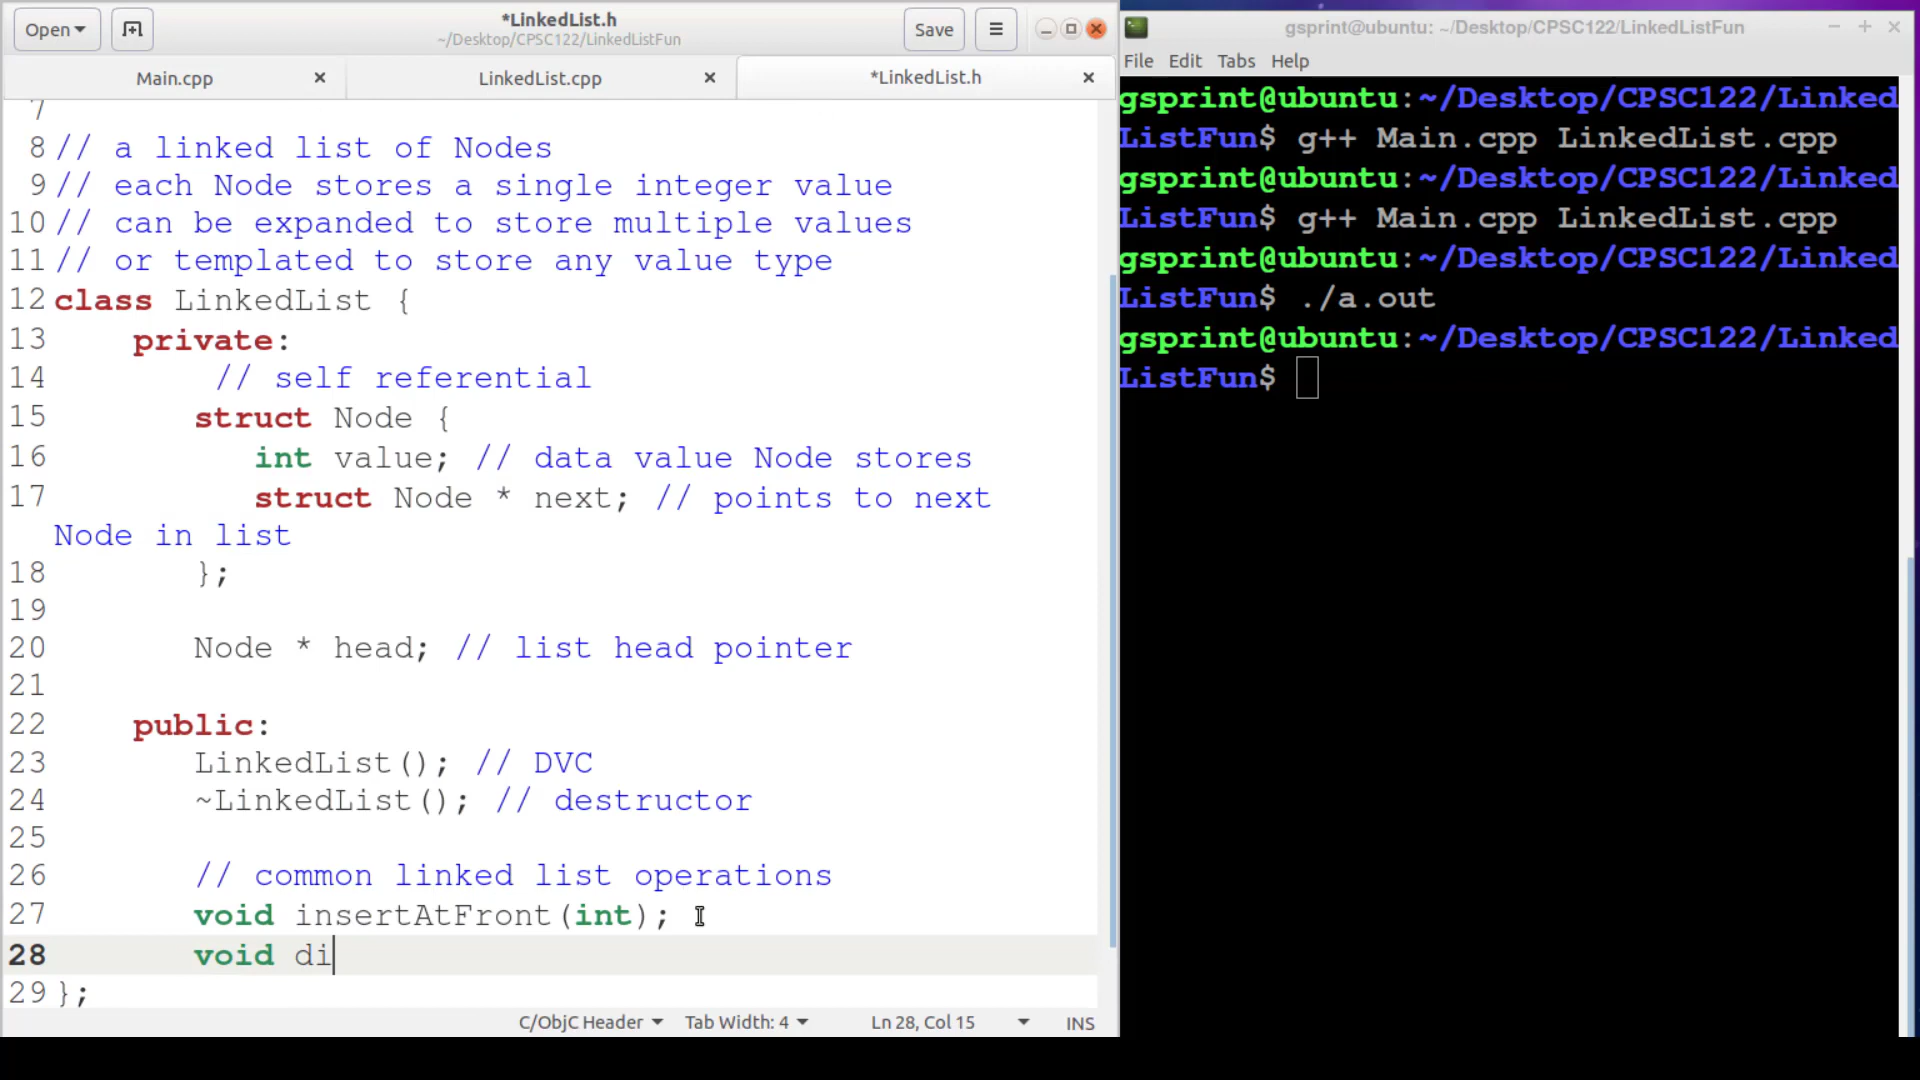 Open
*LinkedList.h
~/Desktop/CPSC122/LinkedListFun
Save
Main.cpp
LinkedList.cpp
*LinkedList.h
7
8 // a linked list of Nodes
9 // each Node stores a single integer value
10 // can be expanded to store multiple values
11 // or templated to store any value type
12 class LinkedList {
13 private:
14 // self referential
15 struct Node {
16 int value; // data value Node stores
17 struct Node * next; // points to next
Node in list
18 };
19
20 Node * head; // list head pointer
21
22 public:
23 LinkedList(); // DVC
24 ~LinkedList(); // destructor
25
26 // common linked list operations
27 void insertAtFront(int);
28 void di
29 };
C/ObjC Header Tab Width: 4 Ln 28, Col 15 INS
gsprint@ubuntu: ~/Desktop/CPSC122/LinkedListFun
File Edit Tabs Help
gsprint@ubuntu:~/Desktop/CPSC122/Linked
ListFun$ g++ Main.cpp LinkedList.cpp
gsprint@ubuntu:~/Desktop/CPSC122/Linked
ListFun$ g++ Main.cpp LinkedList.cpp
gsprint@ubuntu:~/Desktop/CPSC122/Linked
ListFun$ ./a.out
gsprint@ubuntu:~/Desktop/CPSC122/Linked
ListFun$